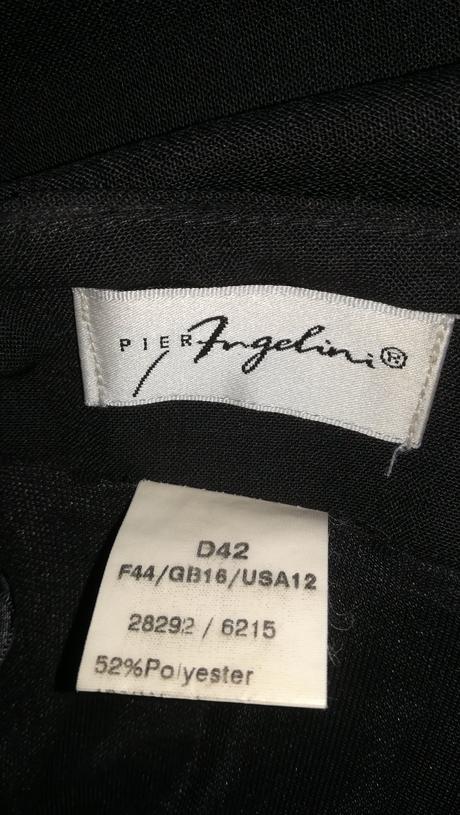 PIER Angelini ®
D42
F44/GB16/USA12
28292 / 6215
52%Polyester